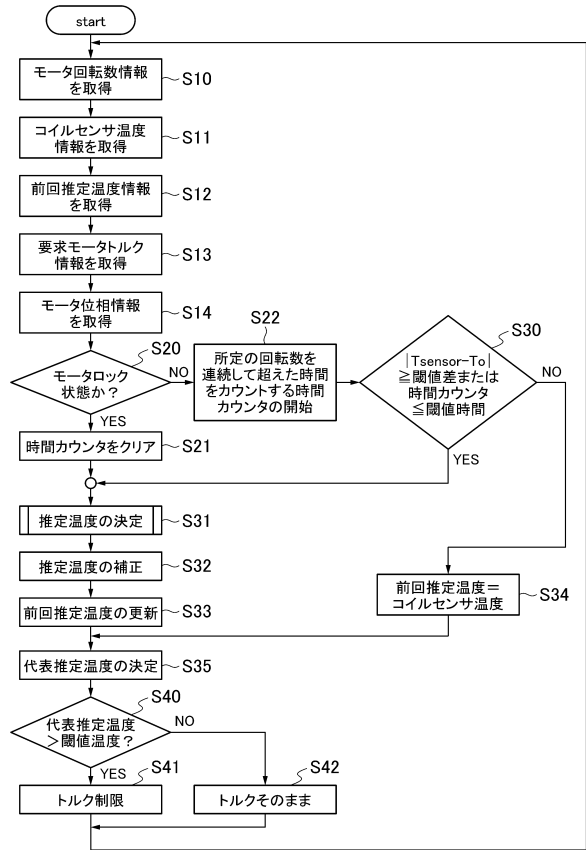 start
モータ回転数情報
を取得
S10
コイルセンサ温度
情報を取得
S11
前回推定温度情報
を取得
S12
要求モータトルク
情報を取得
S13
モータ位相情報
を取得
S14
モータロック
状態か？
S20
NO
YES
所定の回転数を
連続して超えた時間
をカウントする時間
カウンタの開始
S22
|Tsensor-To|
≧閾値差または
時間カウンタ
≦閾値時間
S30
NO
YES
時間カウンタをクリア
S21
推定温度の決定
S31
推定温度の補正
S32
前回推定温度の更新
S33
前回推定温度＝
コイルセンサ温度
S34
代表推定温度の決定
S35
代表推定温度
＞閾値温度？
S40
NO
YES
トルク制限
S41
トルクそのまま
S42